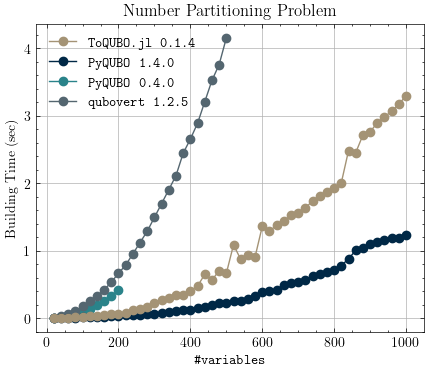 Number Partitioning Problem
ToQUBO.jl 0.1.4
PyQUBO 1.4.0
PyQUBO 0.4.0
qubovert 1.2.5
Building Time (sec)
4
3
2
1
0
0 200 400 600 800 1000
#variables